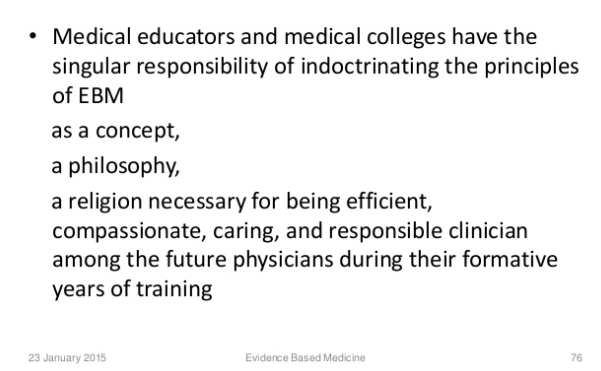 • Medical educators and medical colleges have the
singular responsibility of indoctrinating the principles
of EBM
as a concept,
a philosophy,
a religion necessary for being efficient,
compassionate, caring, and responsible clinician
among the future physicians during their formative
years of training
23 January 2015 Evidence Based Medicine 76